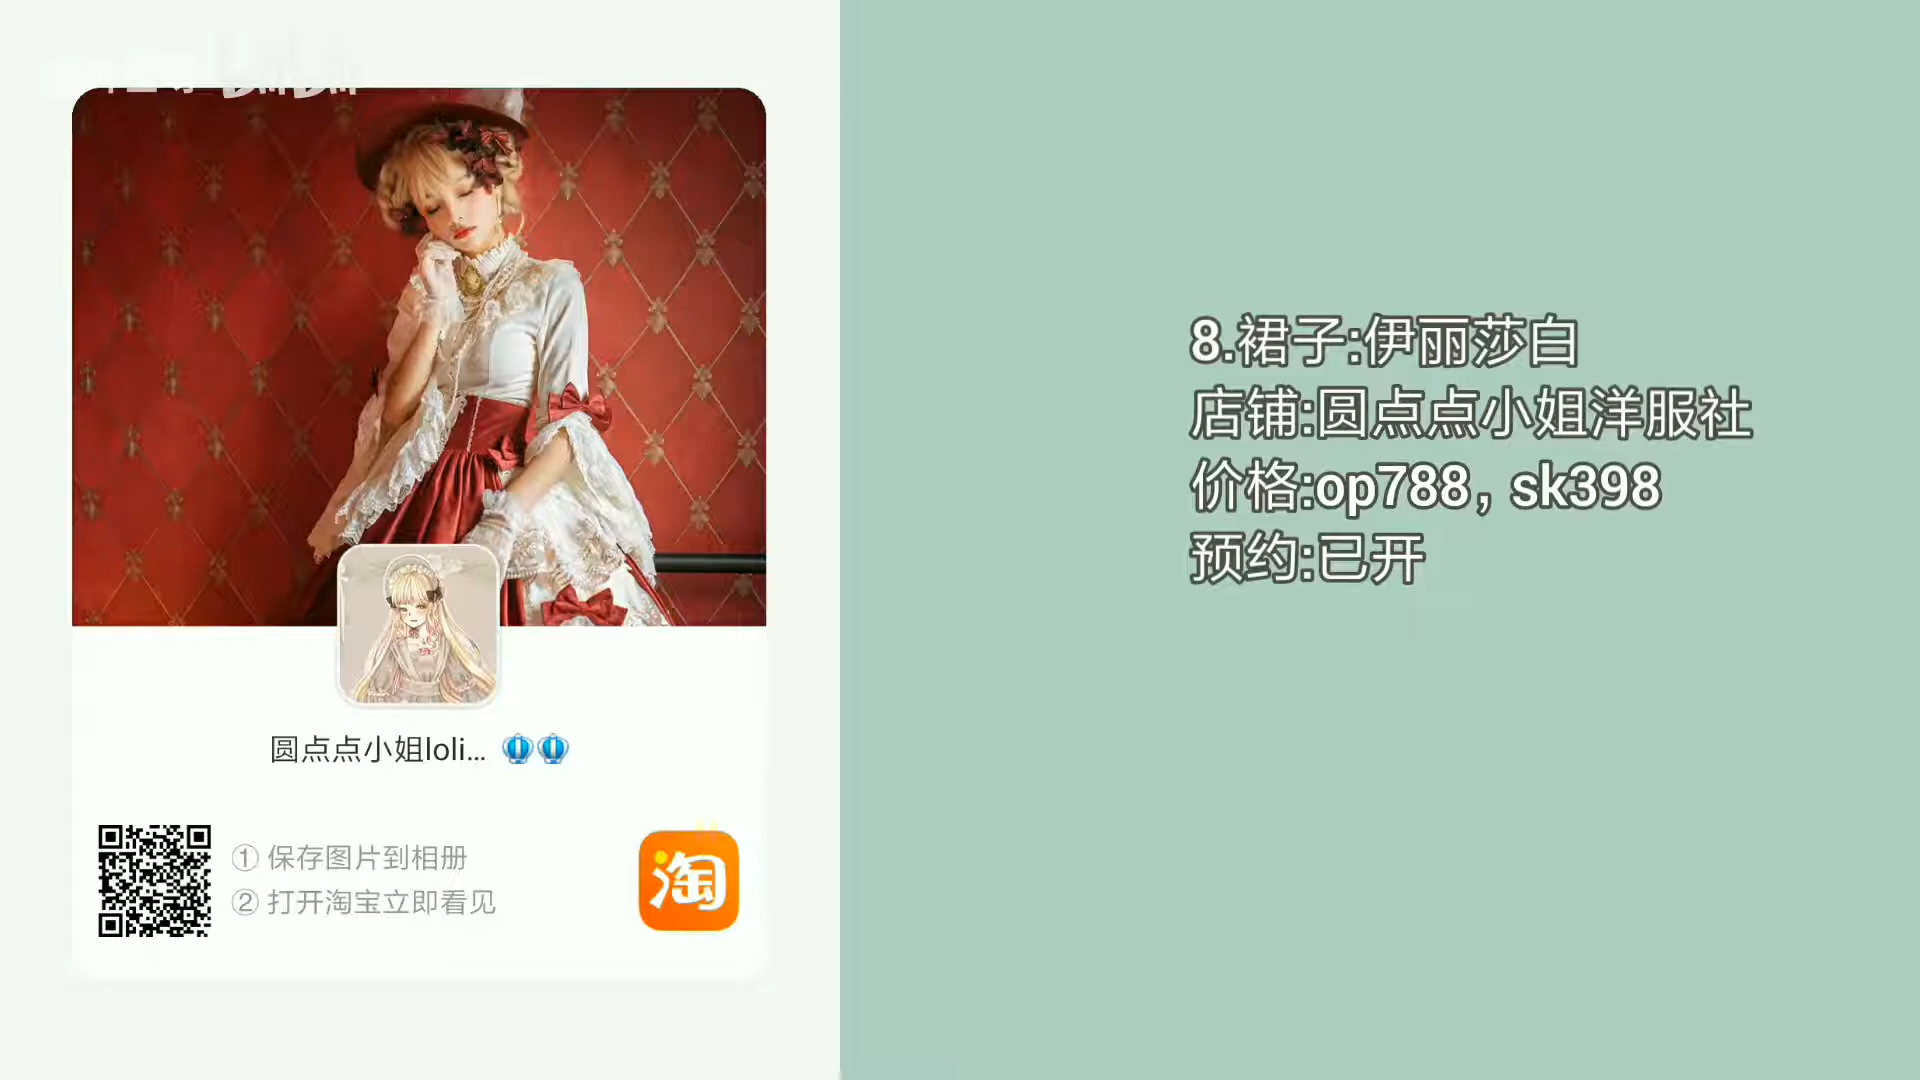 圆点点小姐loli...
① 保存图片到相册
② 打开淘宝立即看见
淘
8.裙子:伊丽莎白
店铺:圆点点小姐洋服社
价格:op788，sk398
预约:已开